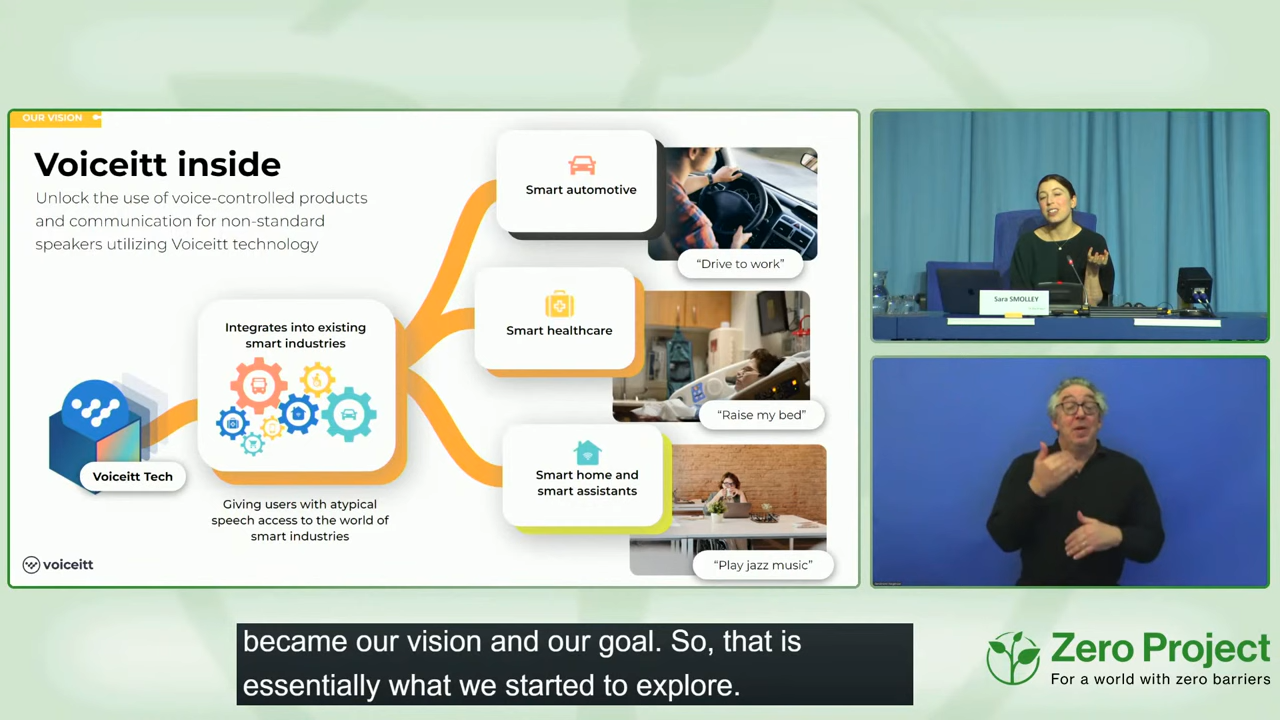 OUR VISION
Voiceitt inside
Unlock the use of voice-controlled products
and communication for non-standard
speakers utilizing Voiceitt technology
Smart automotive
“Drive to work”
Smart healthcare
“Raise my bed”
Integrates into existing
smart industries
Voiceitt Tech
Smart home and
smart assistants
“Play jazz music”
Giving users with atypical
speech access to the world of
smart industries
voiceitt
Sara SMOLLEY
became our vision and our goal. So, that is
essentially what we started to explore.
Zero Project
For a world with zero barriers